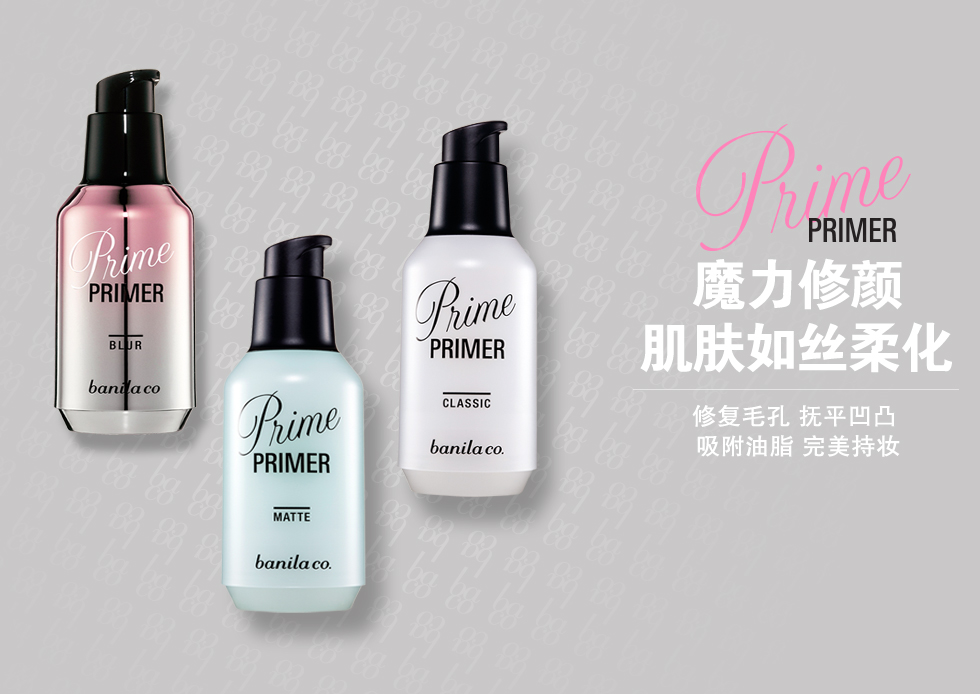 Prime
PRIMER
BLUR
banila co
Prime
PRIMER
MATTE
banila co.
Prime
PRIMER
CLASSIC
banila co.
Prime
PRIMER
魔力修颜
肌肤如丝柔化
修复毛孔 抚平凹凸
吸附油脂 完美持妆